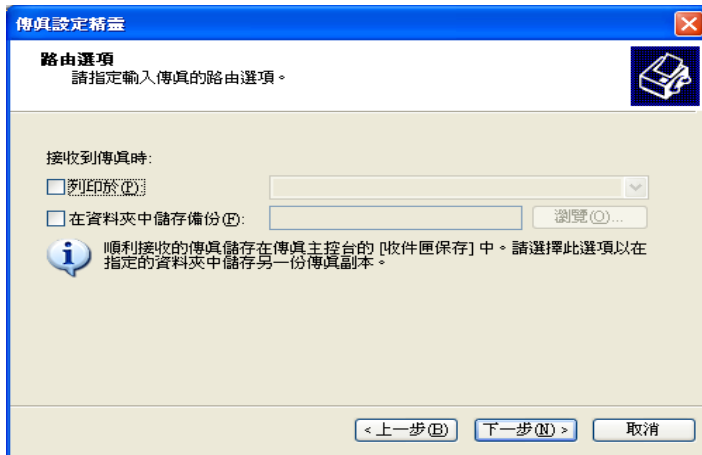 傳真設定精靈
路由選項
請指定輸入傳真的路由選項。
接收到傳真時:
列印於(P):
在資料夾中儲存備份(F):
瀏覽(O)...
順利接收的傳真儲存在傳真主控台的 [收件匣保存] 中。請選擇此選項以在
指定的資料夾中儲存另一份傳真副本。
<上一步(B)
下一步(N) >
取消